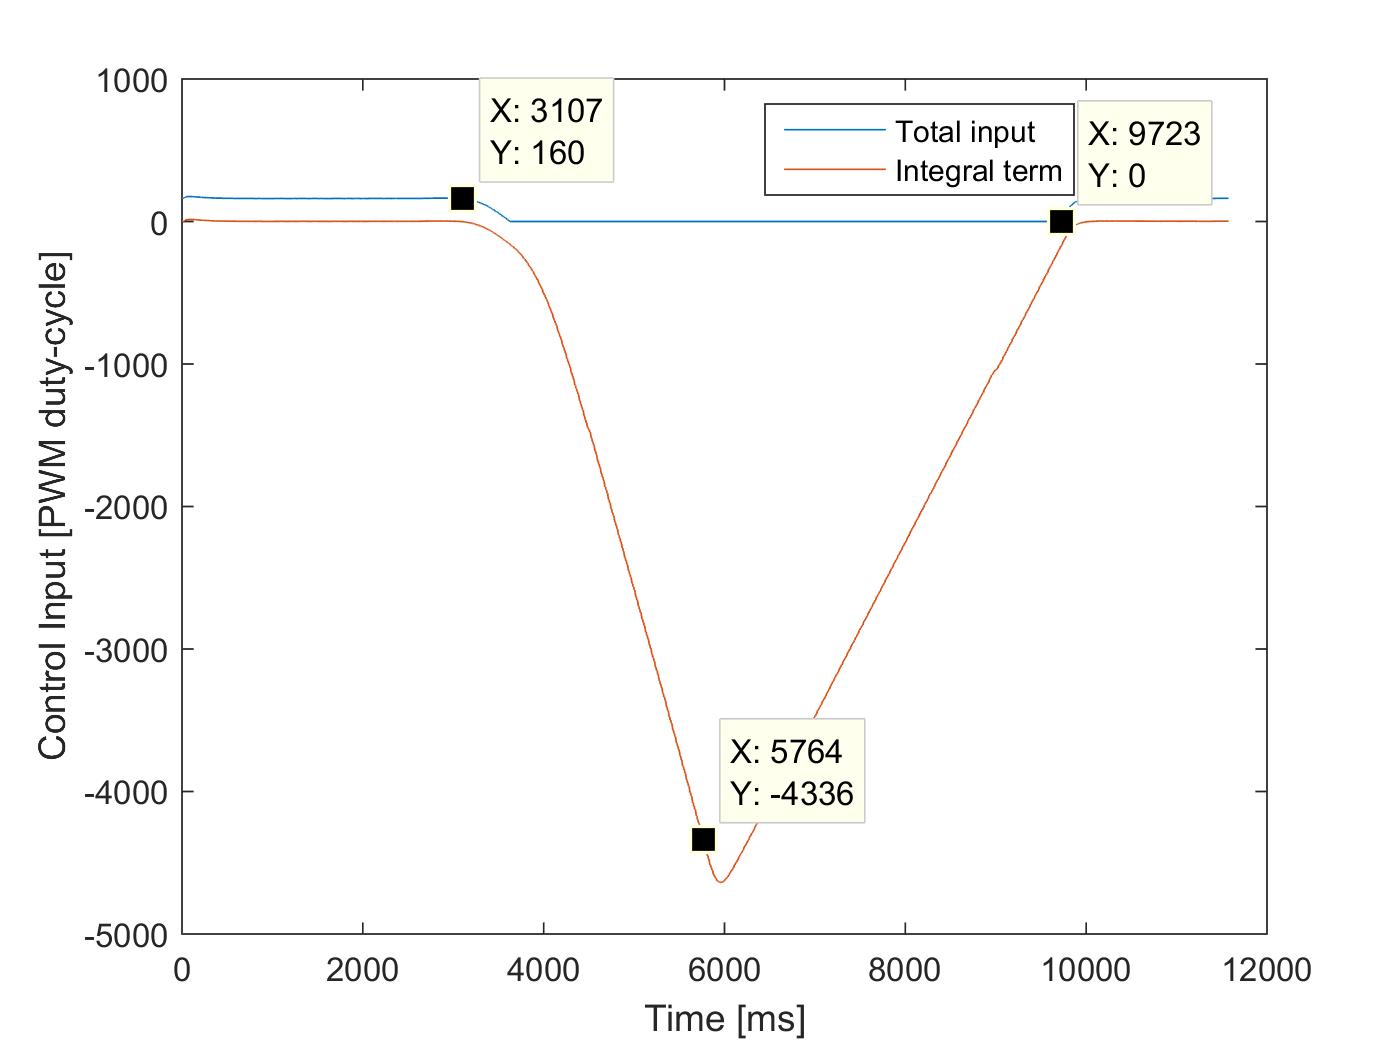 1000
0
-1000
-2000
-3000
-4000
-5000
Control Input [PWM duty-cycle]
X: 3107
Y: 160
Total input
Integral term
X: 9723
Y: 0
X: 5764
Y: -4336
0
2000
4000
6000
8000
10000
12000
Time [ms]